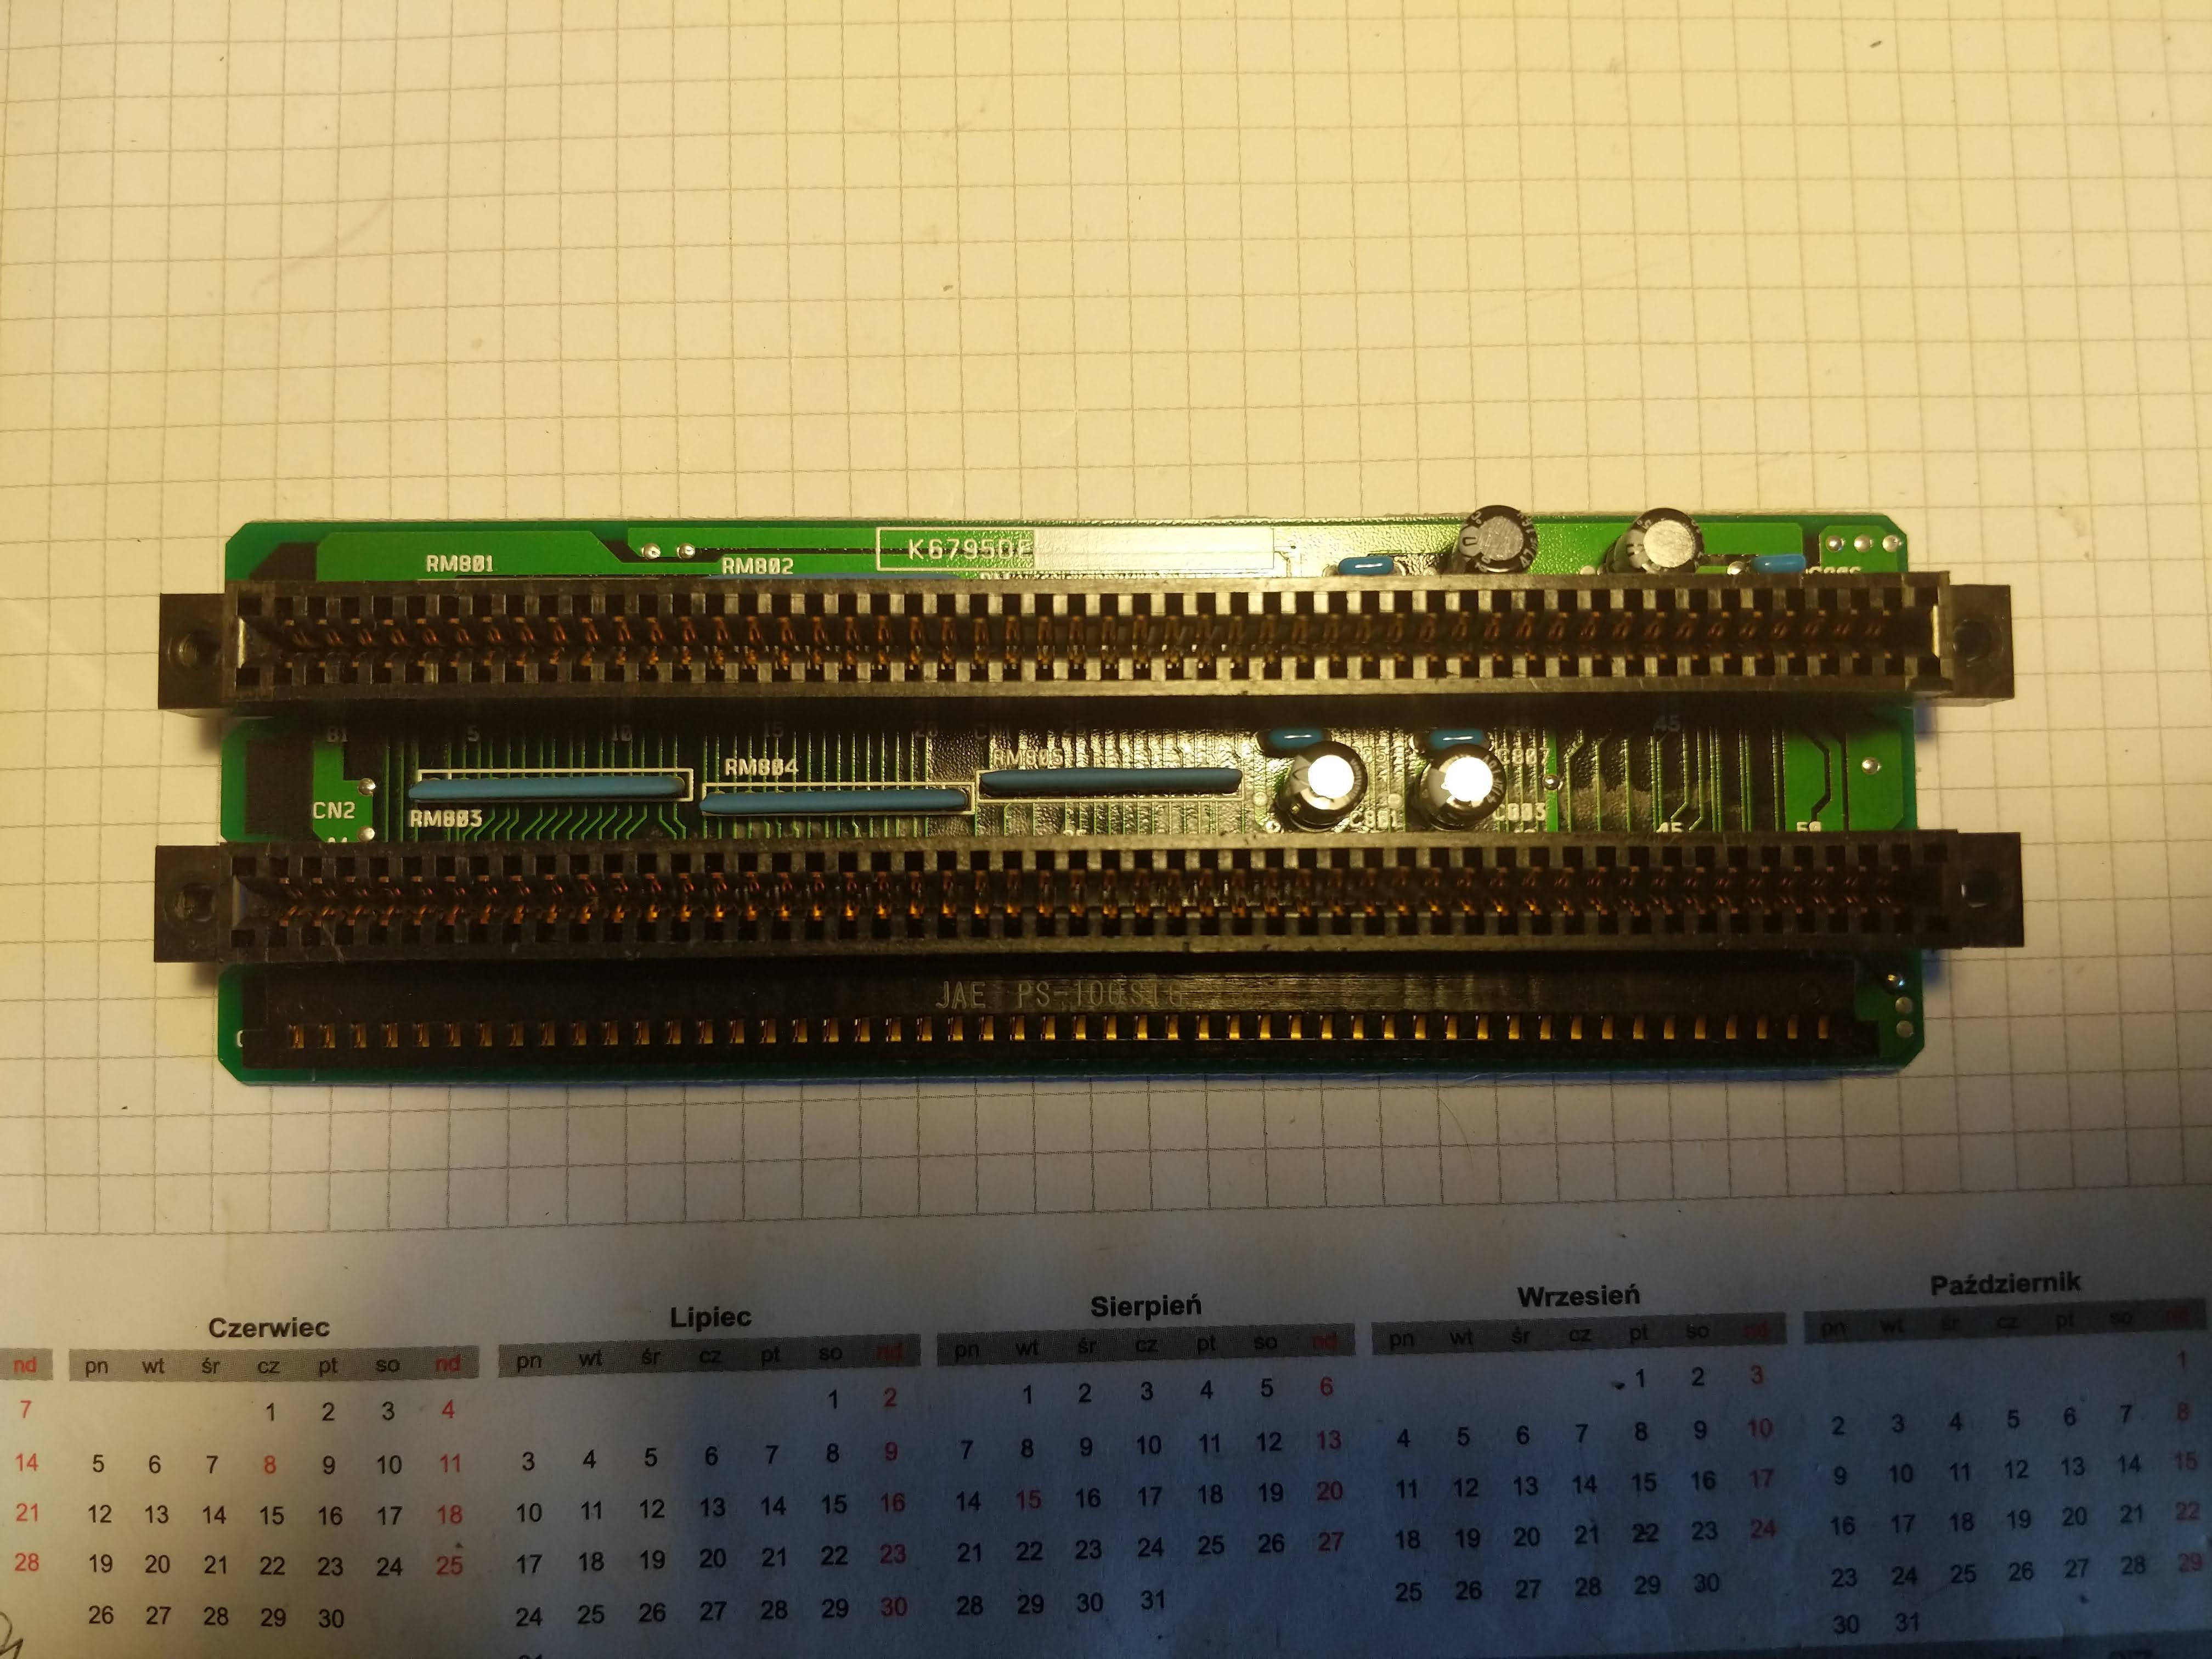 K6795DE
RM801
RM802
B1 5 10 15 20 CN1 25 45
RM803
RM804
RM805
CN2
C807
C801
C803
45 50
JAE PS-100S1G
Czerwiec
nd pn wt śr cz pt so nd
7 1 2 3 4
14 5 6 7 8 9 10 11
21 12 13 14 15 16 17 18
28 19 20 21 22 23 24 25
26 27 28 29 30
Lipiec
pn wt śr cz pt so nd
1 2
3 4 5 6 7 8 9
10 11 12 13 14 15 16
17 18 19 20 21 22 23
24 25 26 27 28 29 30
Sierpień
pn wt śr cz pt so nd
1 2 3 4 5 6
7 8 9 10 11 12 13
14 15 16 17 18 19 20
21 22 23 24 25 26 27
28 29 30 31
Wrzesień
pn wt śr cz pt so nd
1 2 3
4 5 6 7 8 9 10
11 12 13 14 15 16 17
18 19 20 21 22 23 24
25 26 27 28 29 30
Październik
pn wt śr cz pt so nd
1
2 3 4 5 6 7 8
9 10 11 12 13 14 15
16 17 18 19 20 21 22
23 24 25 26 27 28 29
30 31